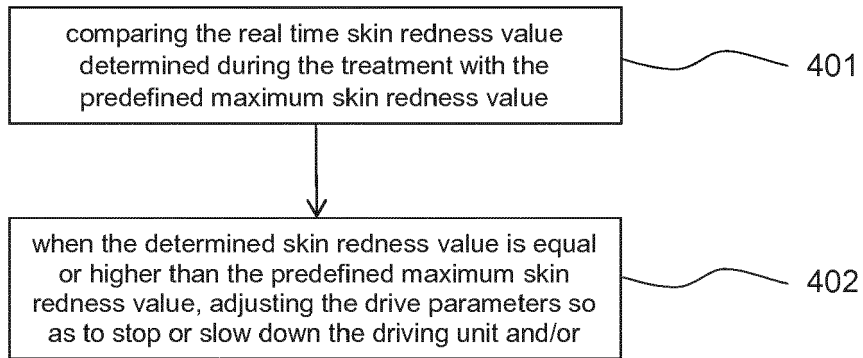 comparing the real time skin redness value
determined during the treatment with the
predefined maximum skin redness value
401
when the determined skin redness value is equal
or higher than the predefined maximum skin
redness value, adjusting the drive parameters so
as to stop or slow down the driving unit and/or
402